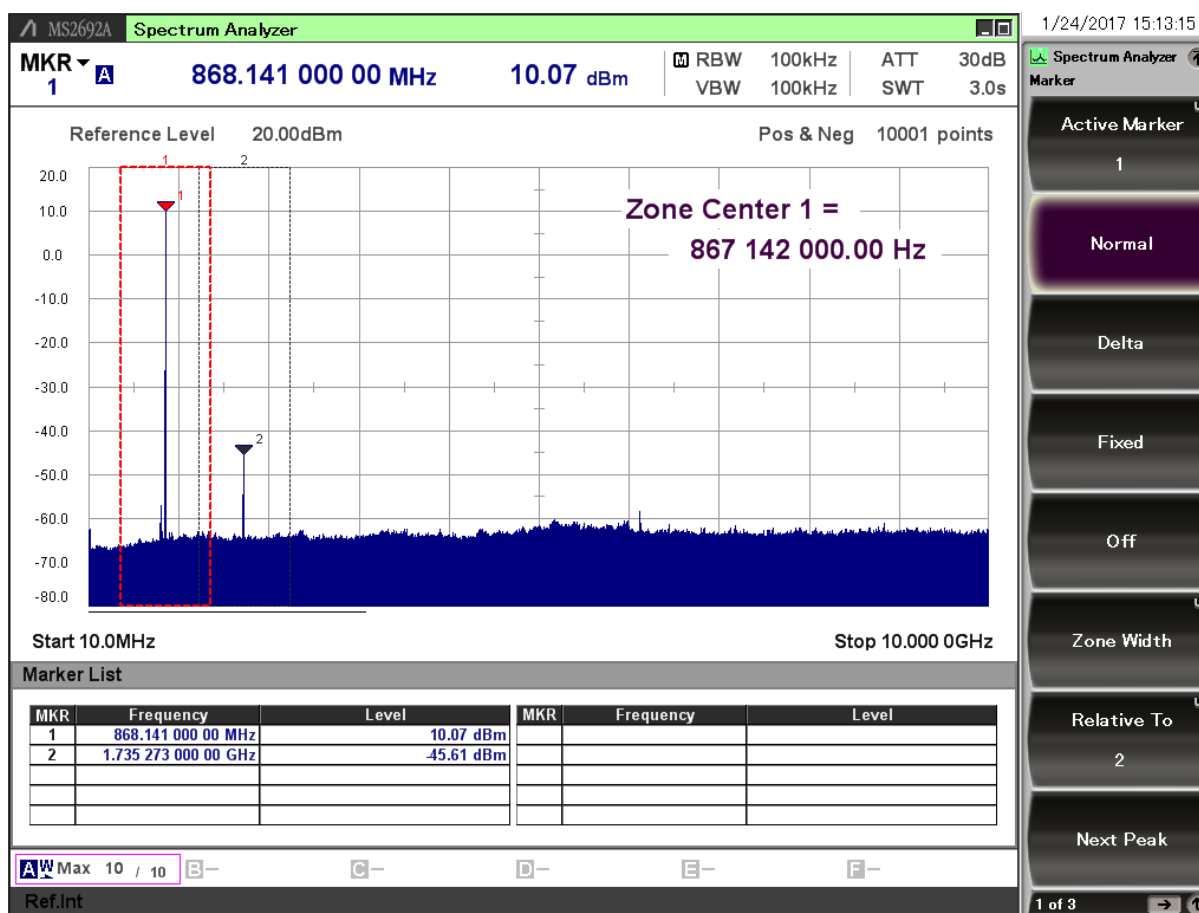 MS2692A Spectrum Analyzer
1/24/2017 15:13:15
MKR 1 A 868.141 000 00 MHz 10.07 dBm
M RBW 100kHz ATT 30dB
VBW 100kHz SWT 3.0s
Reference Level 20.00dBm Pos & Neg 10001 points
1 2
20.0
10.0
0.0
-10.0
-20.0
-30.0
-40.0
-50.0
-60.0
-70.0
-80.0
1
2
Zone Center 1 =
867 142 000.00 Hz
Start 10.0MHz Stop 10.000 0GHz
Marker List
MKR Frequency Level MKR Frequency Level
1 868.141 000 00 MHz 10.07 dBm
2 1.735 273 000 00 GHz -45.61 dBm
A W Max 10 / 10 B - C - D - E - F -
Ref.Int
Spectrum Analyzer
Marker
Active Marker
1
Normal
Delta
Fixed
Off
Zone Width
Relative To
2
Next Peak
1 of 3